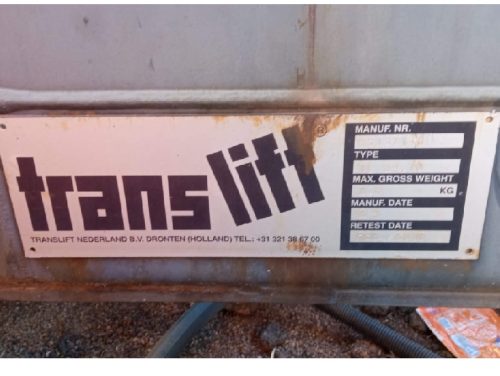 trans lift ®
TRANSLIFT NEDERLAND B.V. DRONTEN (HOLLAND) TEL.: +31 321 38 67 00
MANUF. NR.
TYPE
MAX. GROSS WEIGHT
KG
MANUF. DATE
RETEST DATE